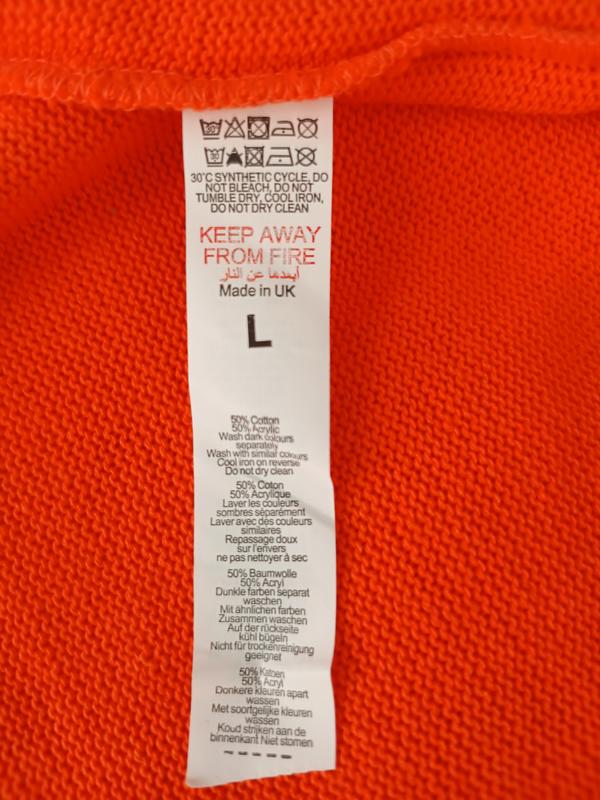 30°C SYNTHETIC CYCLE, DO
NOT BLEACH, DO NOT
TUMBLE DRY, COOL IRON,
DO NOT DRY CLEAN
KEEP AWAY
FROM FIRE
أبعدها عن النار
Made in UK
L
50% Cotton
50% Acrylic
Wash dark colours
separately
Wash with similar colours
Cool iron on reverse
Do not dry clean
50% Coton
50% Acrylique
Laver les couleurs
sombres séparément
Laver avec des couleurs
similaires
Repassage doux
sur l'envers
ne pas nettoyer à sec
50% Baumwolle
50% Acryl
Dunkle farben separat
waschen
Mit ähnlichen farben
Zusammen waschen
Auf der rückseite
kühl bügeln
Nicht für trockenreinigung
geeignet
50% Katoen
50% Acryl
Donkere kleuren apart
wassen
Met soortgelijke kleuren
wassen
Koud strijken aan de
binnenkant Niet stomen